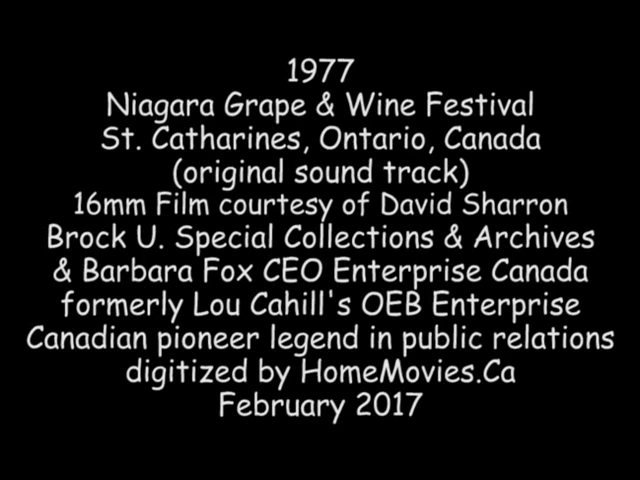 1977
Niagara Grape & Wine Festival
St. Catharines, Ontario, Canada
(original sound track)
16mm Film courtesy of David Sharron
Brock U. Special Collections & Archives
& Barbara Fox CEO Enterprise Canada
formerly Lou Cahill's OEB Enterprise
Canadian pioneer legend in public relations
digitized by HomeMovies.Ca
February 2017